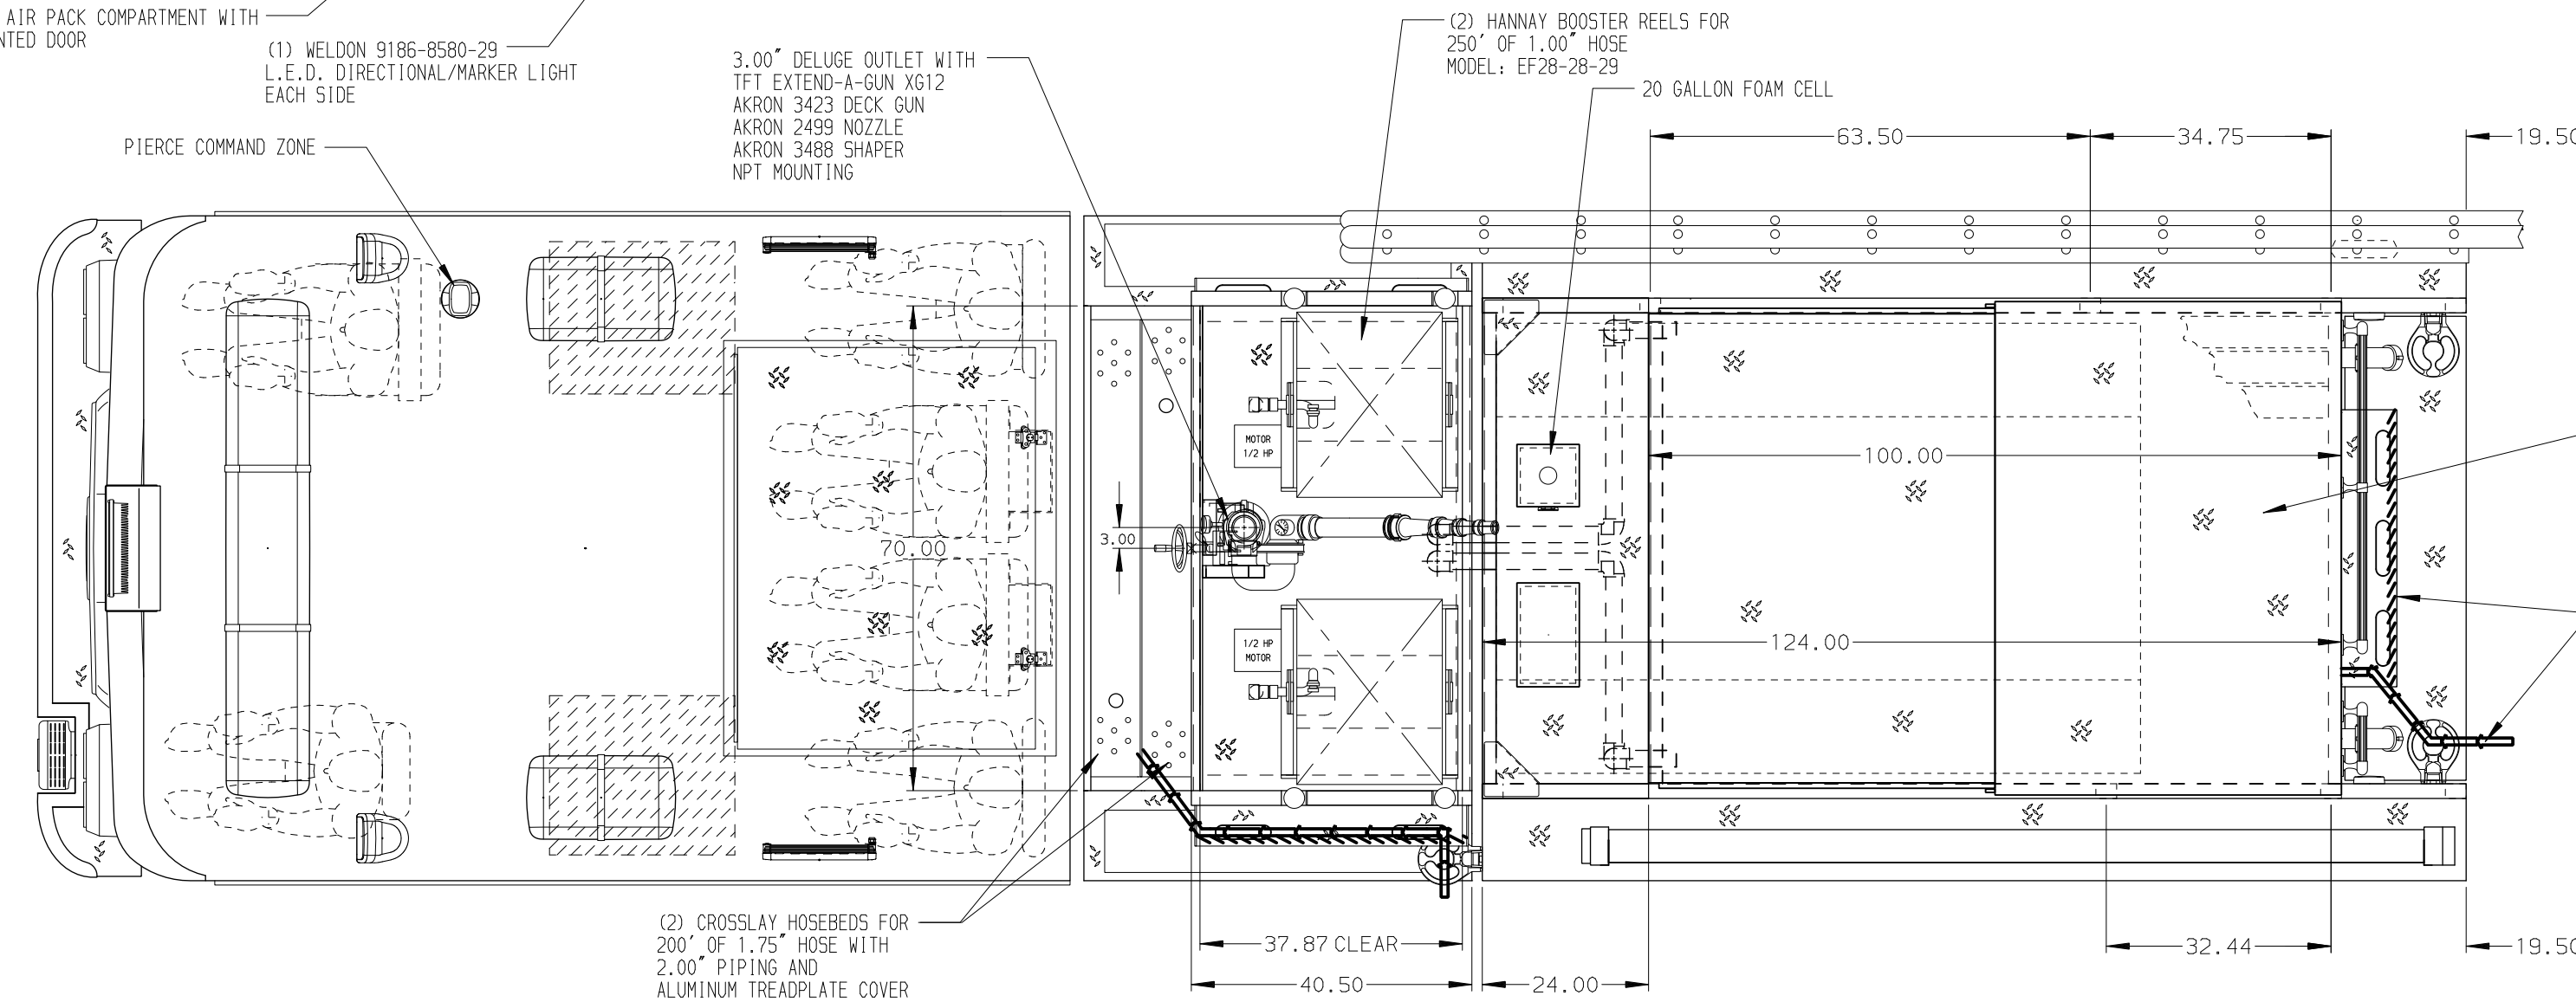 AIR PACK COMPARTMENT WITH
NTED DOOR
(1) WELDON 9186-8580-29
L.E.D. DIRECTIONAL/MARKER LIGHT
EACH SIDE
PIERCE COMMAND ZONE
3.00" DELUGE OUTLET WITH
TFT EXTEND-A-GUN XG12
AKRON 3423 DECK GUN
AKRON 2499 NOZZLE
AKRON 3488 SHAPER
NPT MOUNTING
(2) HANNAY BOOSTER REELS FOR
250' OF 1.00" HOSE
MODEL: EF28-28-29
20 GALLON FOAM CELL
63.50
34.75
19.50
MOTOR
1/2 HP
100.00
3.00
70.00
1/2 HP
MOTOR
124.00
(2) CROSSLAY HOSEBEDS FOR
200' OF 1.75" HOSE WITH
2.00" PIPING AND
ALUMINUM TREADPLATE COVER
37.87 CLEAR
40.50
24.00
32.44
19.50